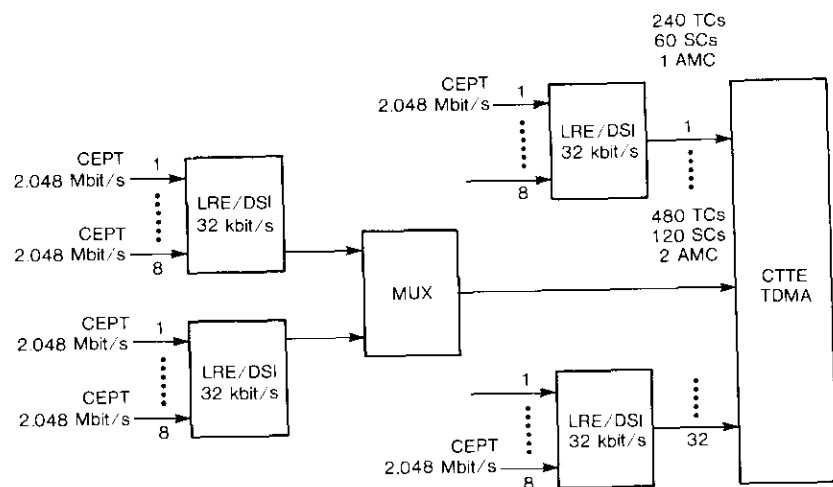 240 TCs
60 SCs
1 AMC
CEPT
2.048 Mbit/s
1
8
LRE/DSI
32 kbit/s
1
CEPT
2.048 Mbit/s
1
CEPT
2.048 Mbit/s
8
LRE/DSI
32 kbit/s
480 TCs
120 SCs
2 AMC
MUX
CTTE
TDMA
CEPT
2.048 Mbit/s
1
CEPT
2.048 Mbit/s
8
LRE/DSI
32 kbit/s
1
CEPT
2.048 Mbit/s
8
LRE/DSI
32 kbit/s
32